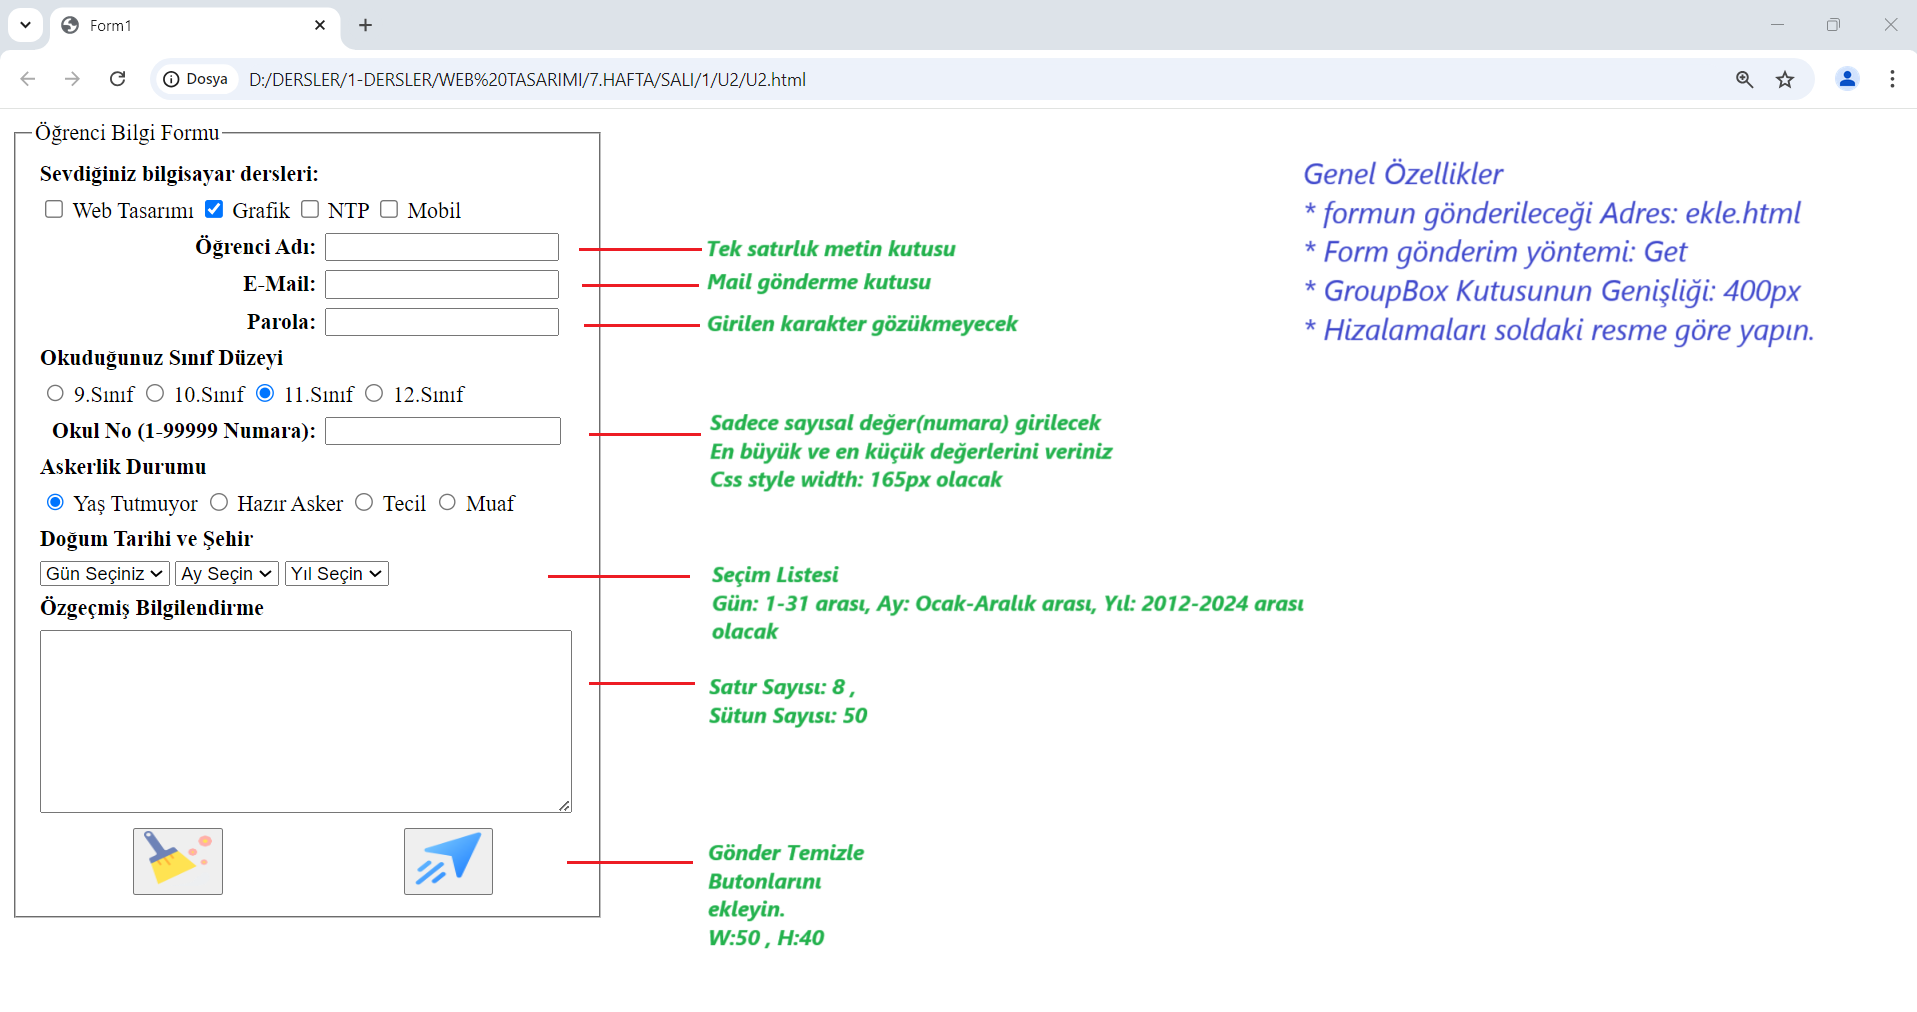 Form1
Dosya
D:/DERSLER/1-DERSLER/WEB%20TASARIMI/7.HAFTA/SALI/1/U2/U2.html
Öğrenci Bilgi Formu
Sevdiğiniz bilgisayar dersleri:
Web Tasarımı Grafik NTP Mobil
Öğrenci Adı:
E-Mail:
Parola:
Okuduğunuz Sınıf Düzeyi
9.Sınıf 10.Sınıf 11.Sınıf 12.Sınıf
Okul No (1-99999 Numara):
Askerlik Durumu
Yaş Tutmuyor Hazır Asker Tecil Muaf
Doğum Tarihi ve Şehir
Gün Seçiniz Ay Seçin Yıl Seçin
Özgeçmiş Bilgilendirme
Tek satırlık metin kutusu
Mail gönderme kutusu
Girilen karakter gözükmeyecek
Sadece sayısal değer(numara) girilecek
En büyük ve en küçük değerlerini veriniz
Css style width: 165px olacak
Seçim Listesi
Gün: 1-31 arası, Ay: Ocak-Aralık arası, Yıl: 2012-2024 arası
olacak
Satır Sayısı: 8 ,
Sütun Sayısı: 50
Gönder Temizle
Butonlarını
ekleyin.
W:50 , H:40
Genel Özellikler
* formun gönderileceği Adres: ekle.html
* Form gönderim yöntemi: Get
* GroupBox Kutusunun Genişliği: 400px
* Hizalamaları soldaki resme göre yapın.